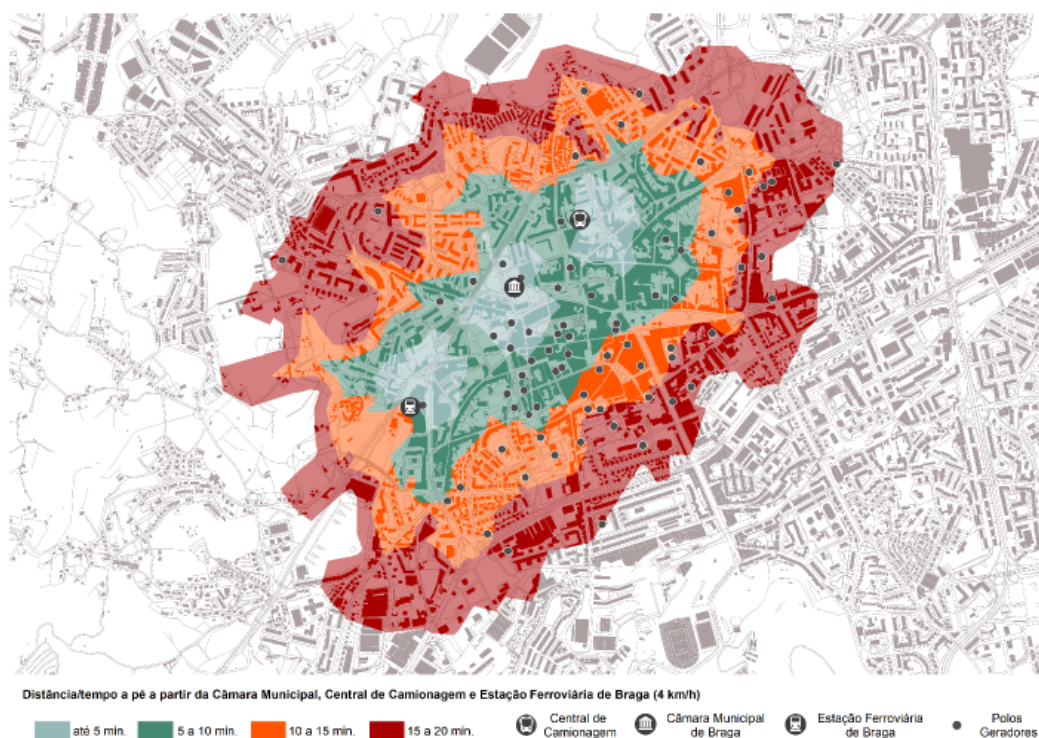 Distância/tempo a pé a partir da Câmara Municipal, Central de Camionagem e Estação Ferroviária de Braga (4 km/h)
até 5 min.
5 a 10 min.
10 a 15 min.
15 a 20 min.
Central de
Camionagem
Câmara Municipal
de Braga
Estação Ferroviária
de Braga
Polos
Geradores